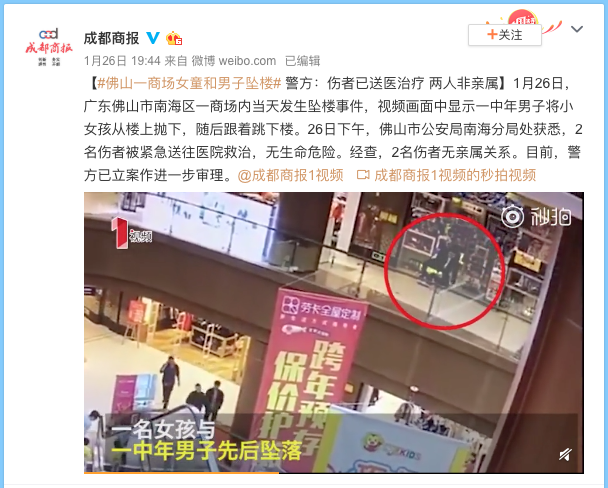 成都商报
成都商报
+关注
1月26日 19:44 来自 微博 weibo.com 已编辑
【#佛山一商场女童和男子坠楼# 警方：伤者已送医治疗 两人非亲属】1月26日，
广东佛山市南海区一商场内当天发生坠楼事件，视频画面中显示一中年男子将小
女孩从楼上抛下，随后跟着跳下楼。26日下午，佛山市公安局南海分局处获悉，2
名伤者被紧急送往医院救治，无生命危险。经查，2名伤者无亲属关系。目前，警
方已立案作进一步审理。@成都商报1视频 成都商报1视频的秒拍视频
1视频
秒拍
劳卡全屋定制
跨年预
保价护
KIDS
一名女孩与
一中年男子先后坠落